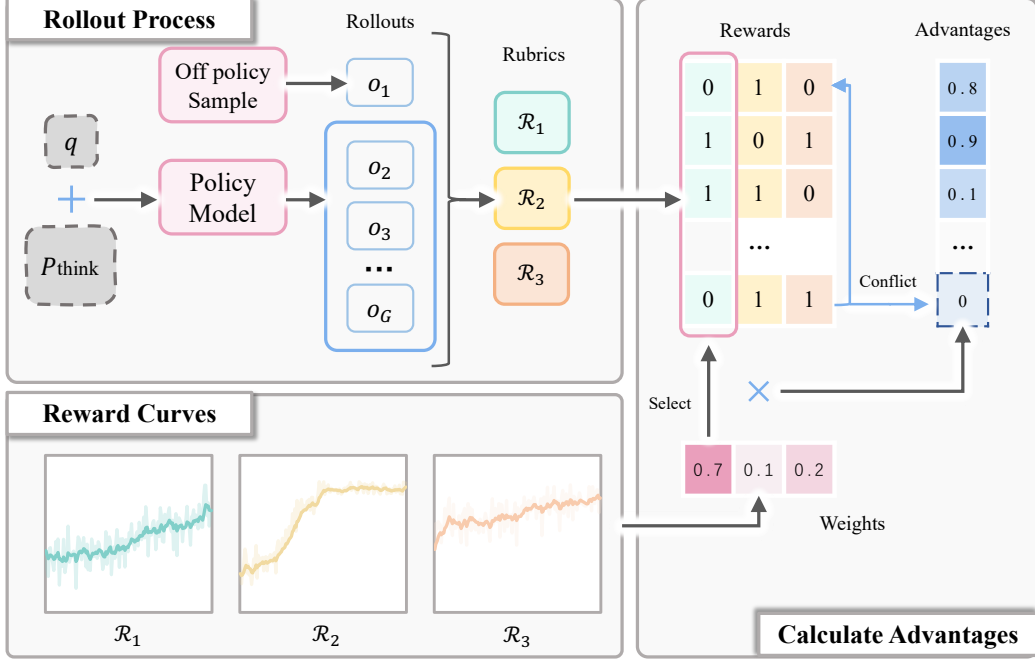 Rollout Process
Rollouts
Off policy
Sample
o₁
q
+
Pthink
Policy
Model
o₂
o₃
...
o_G
Rubrics
ℛ₁
ℛ₂
ℛ₃
Rewards
Advantages
0 1 0
0.8
1 0 1
0.9
1 1 0
0.1
...
...
0 1 1
Conflict
0
Select
×
0.7 0.1 0.2
Weights
Calculate Advantages
Reward Curves
ℛ₁
ℛ₂
ℛ₃